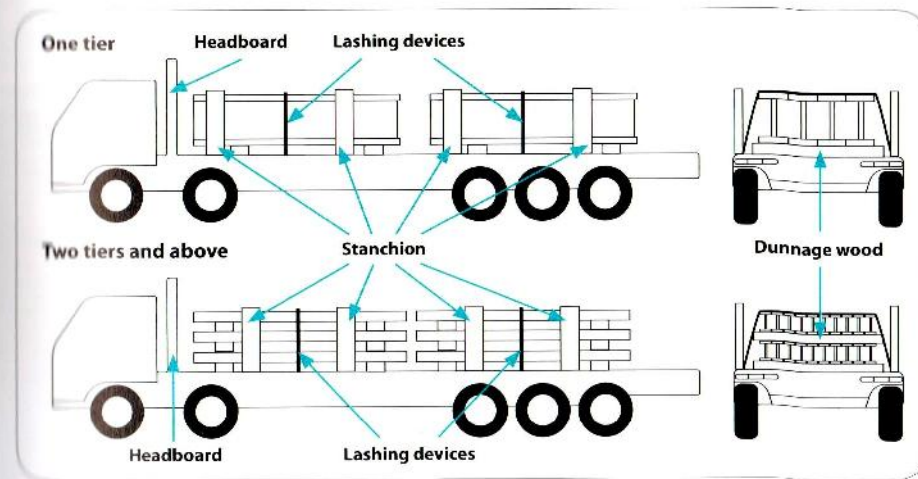 One tier
Headboard
Lashing devices
Stanchion
Two tiers and above
Dunnage wood
Headboard
Lashing devices